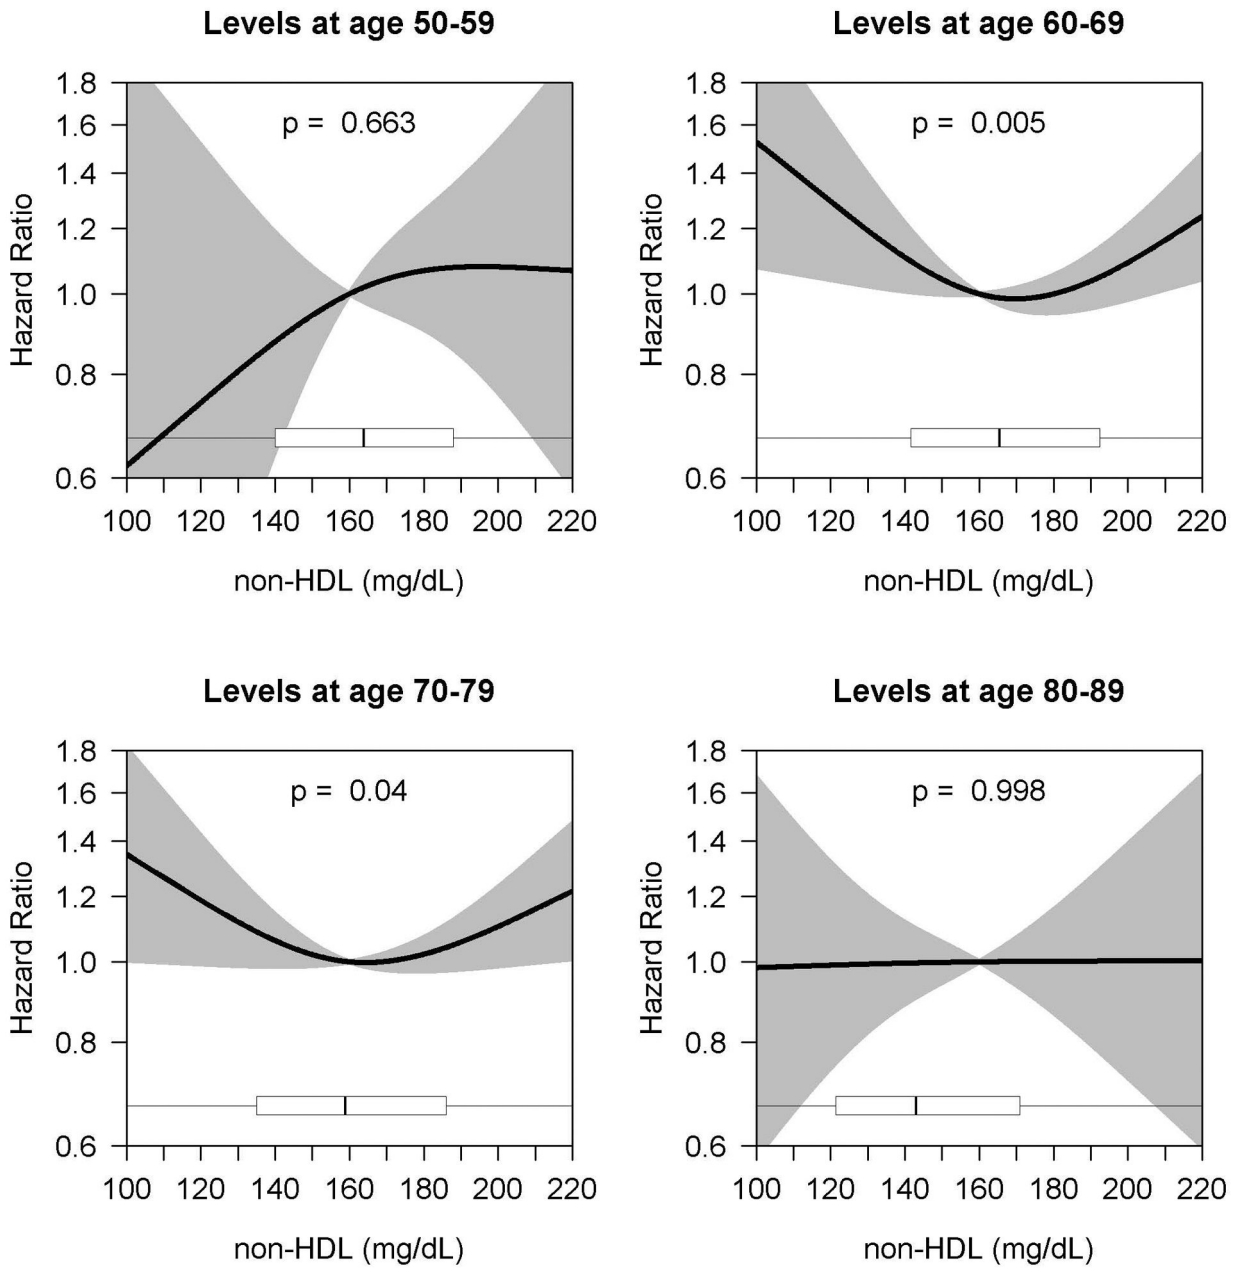 Levels at age 50-59
p = 0.663
Hazard Ratio
1.8
1.6
1.4
1.2
1.0
0.8
0.6
100 120 140 160 180 200 220
non-HDL (mg/dL)
Levels at age 60-69
p = 0.005
Hazard Ratio
1.8
1.6
1.4
1.2
1.0
0.8
0.6
100 120 140 160 180 200 220
non-HDL (mg/dL)
Levels at age 70-79
p = 0.04
Hazard Ratio
1.8
1.6
1.4
1.2
1.0
0.8
0.6
100 120 140 160 180 200 220
non-HDL (mg/dL)
Levels at age 80-89
p = 0.998
Hazard Ratio
1.8
1.6
1.4
1.2
1.0
0.8
0.6
100 120 140 160 180 200 220
non-HDL (mg/dL)